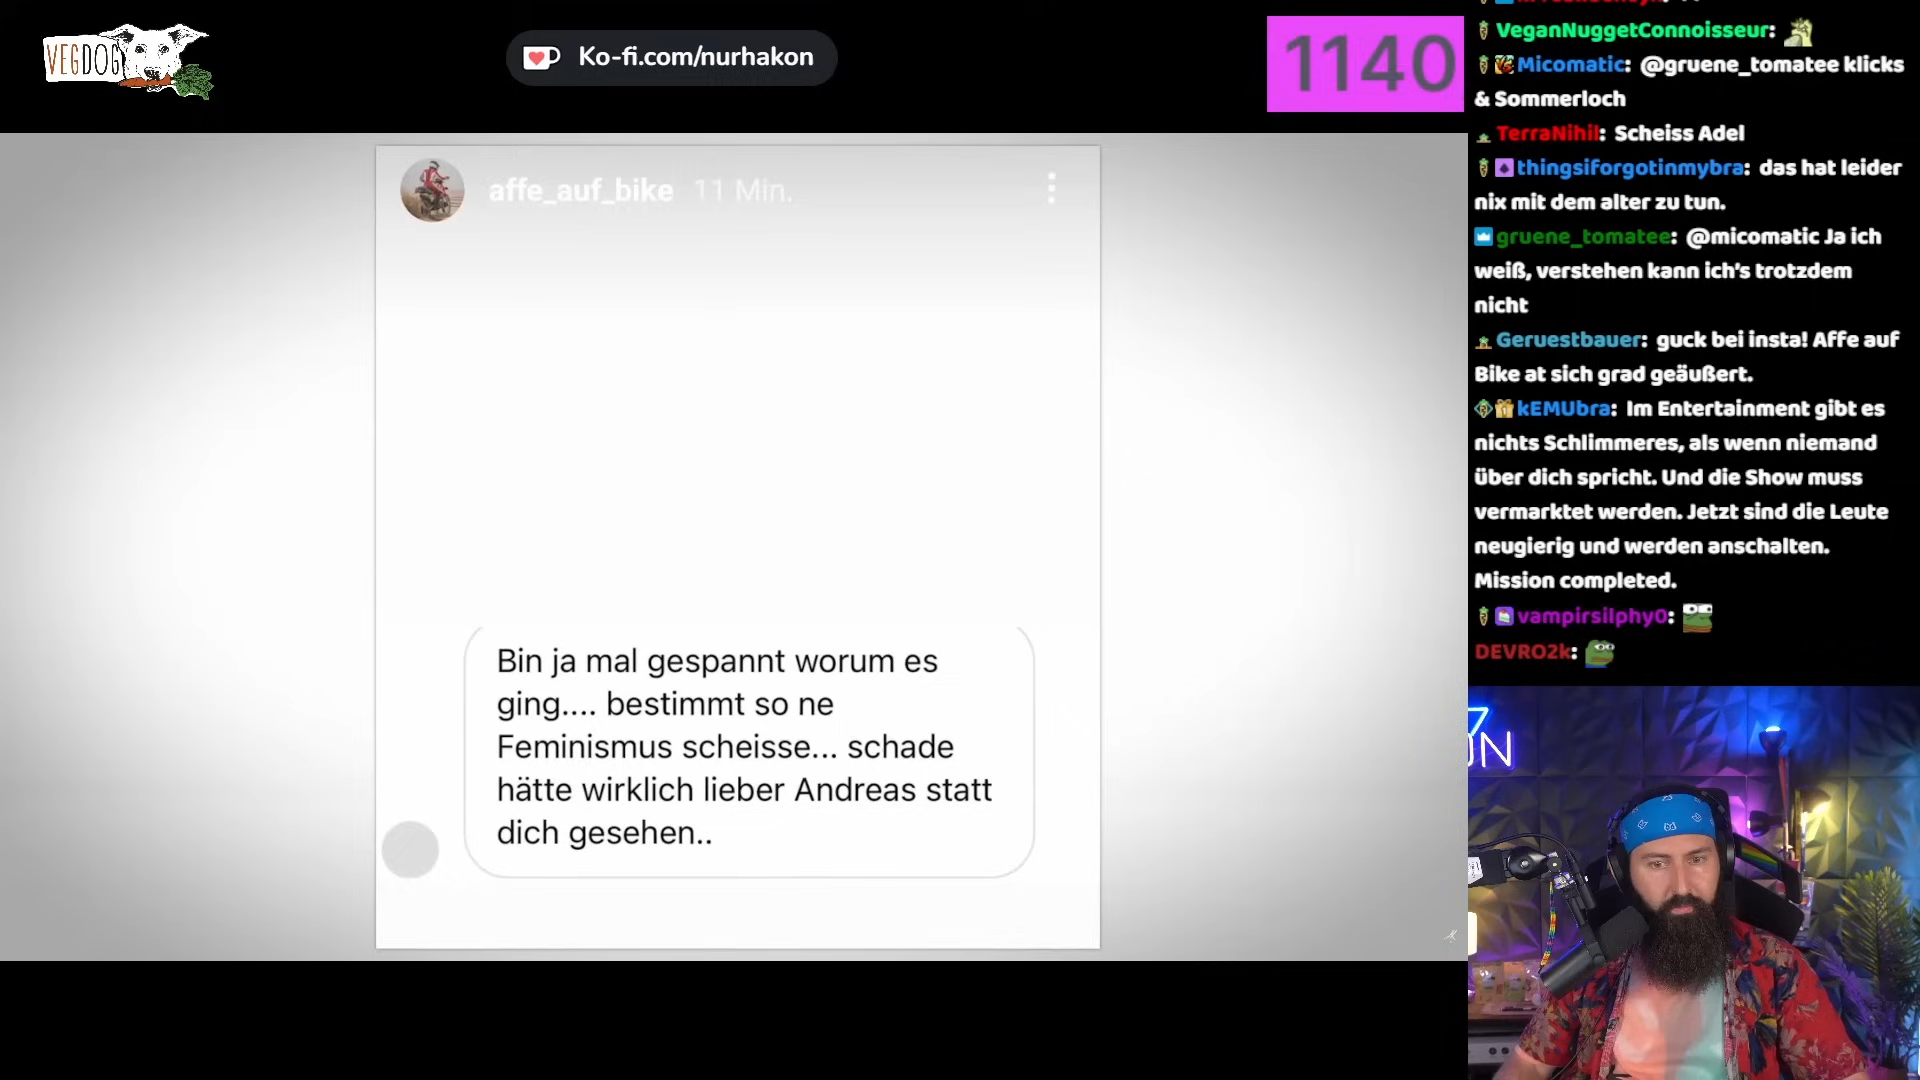 VEGDOG
Ko-fi.com/nurhakon
1140
affe_auf_bike 11 Min.
Bin ja mal gespannt worum es
ging.... bestimmt so ne
Feminismus scheisse... schade
hätte wirklich lieber Andreas statt
dich gesehen..
VeganNuggetConnoisseur:
Micomatic: @gruene_tomatee klicks
& Sommerloch
TerraNihil: Scheiss Adel
thingsiforgotinmybra: das hat leider
nix mit dem alter zu tun.
gruene_tomatee: @micomatic Ja ich
weiß, verstehen kann ich's trotzdem
nicht
Geruestbauer: guck bei insta! Affe auf
Bike at sich grad geäußert.
kEMUbra: Im Entertainment gibt es
nichts Schlimmeres, als wenn niemand
über dich spricht. Und die Show muss
vermarktet werden. Jetzt sind die Leute
neugierig und werden anschalten.
Mission completed.
vampirsilphy0:
DEVRO2k: